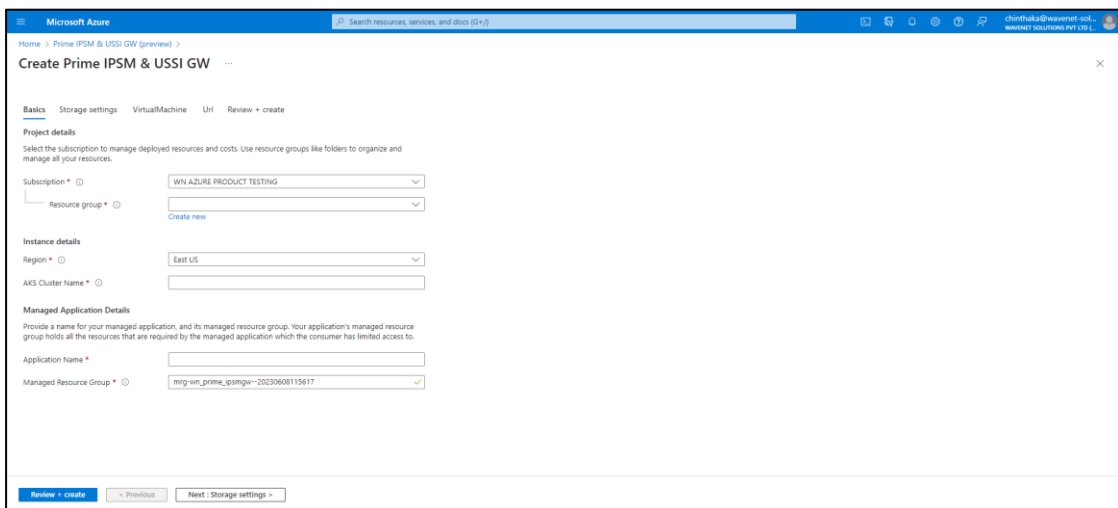 Microsoft Azure
Search resources, services, and docs (G+/)
chinthaka@wavenet-sol...
WAVENET SOLUTIONS PVT LTD (...
Home > Prime IPSM & USSI GW (preview) >
Create Prime IPSM & USSI GW ...
Basics Storage settings VirtualMachine Url Review + create
Project details
Select the subscription to manage deployed resources and costs. Use resource groups like folders to organize and
manage all your resources.
Subscription * WN AZURE PRODUCT TESTING
Resource group *
Create new
Instance details
Region * East US
AKS Cluster Name *
Managed Application Details
Provide a name for your managed application, and its managed resource group. Your application's managed resource
group holds all the resources that are required by the managed application which the consumer has limited access to.
Application Name *
Managed Resource Group * mrg-wn_prime_ipsmgw--20230608115617
Review + create < Previous Next : Storage settings >